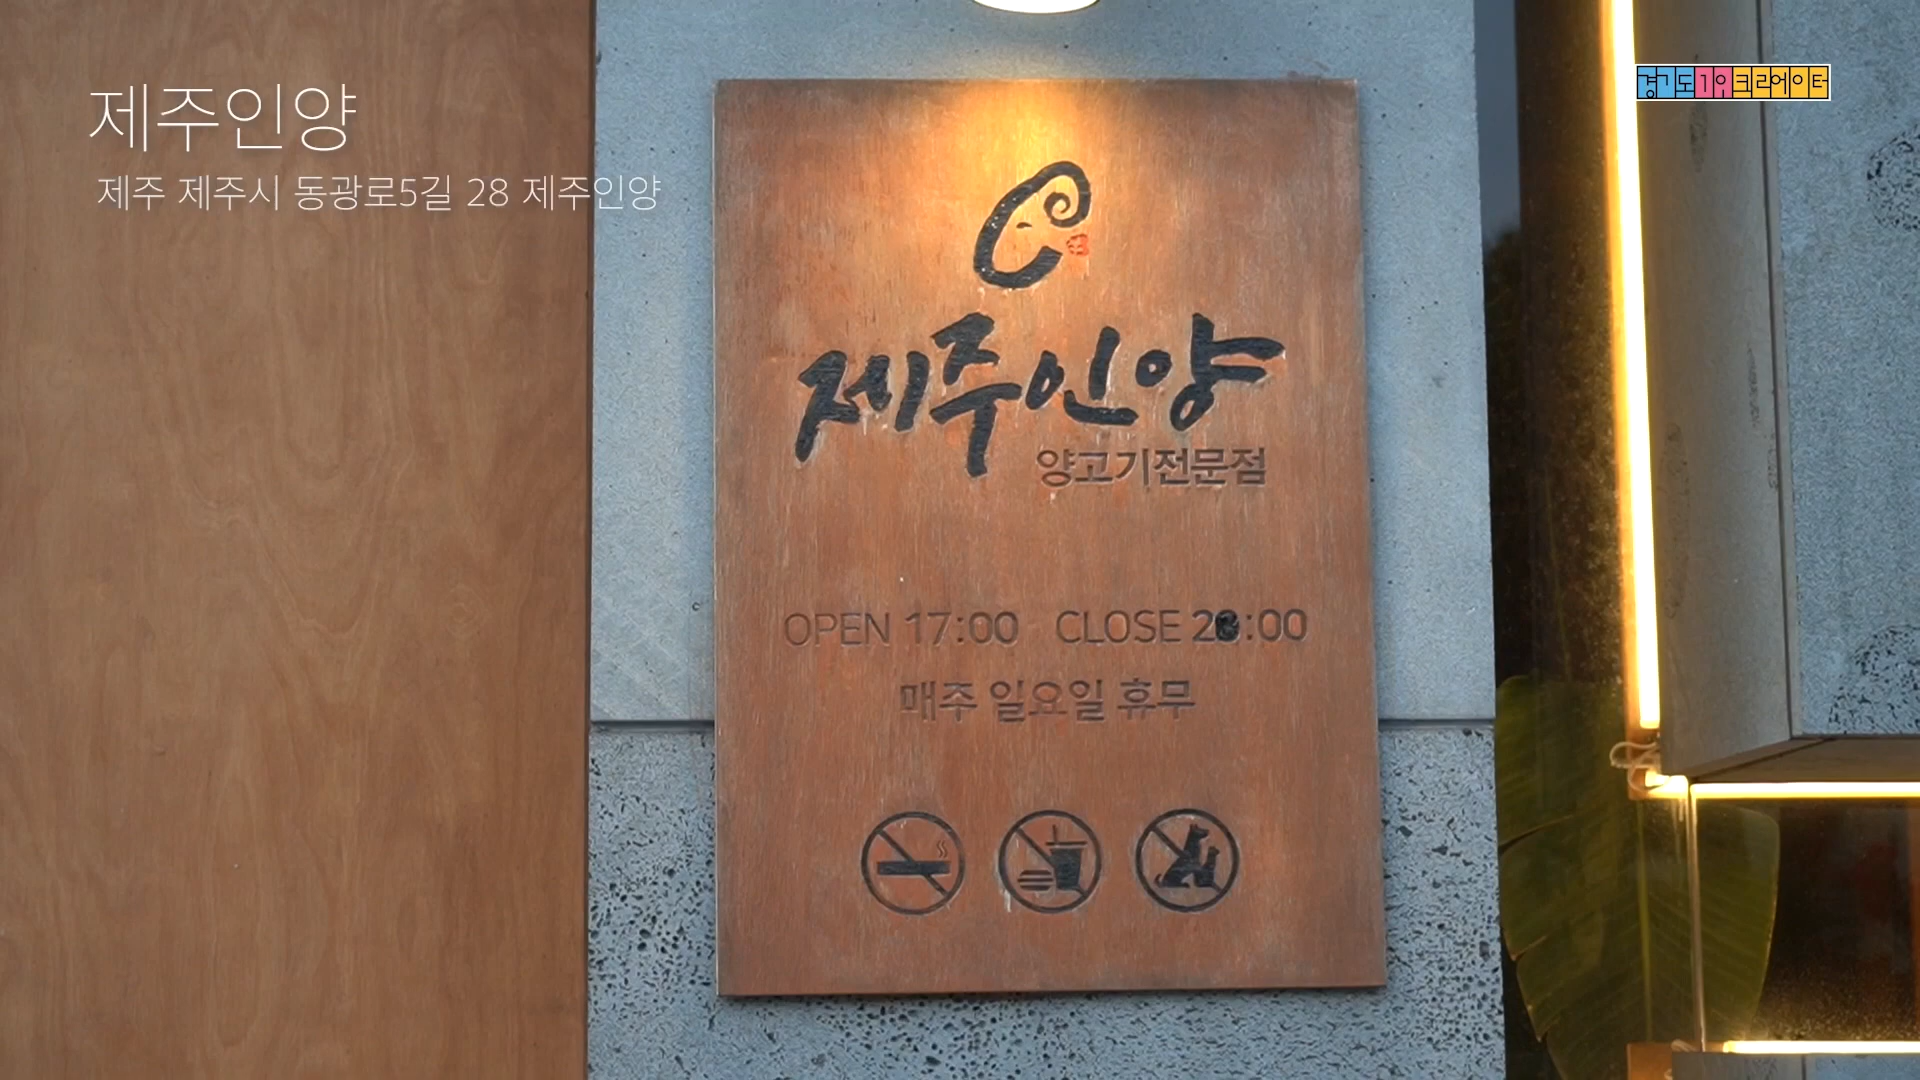 제주인양
제주 제주시 동광로5길 28 제주인양
경기도1인크리에이터
제주인양
양고기전문점
OPEN 17:00 CLOSE
매주 일요일 휴무